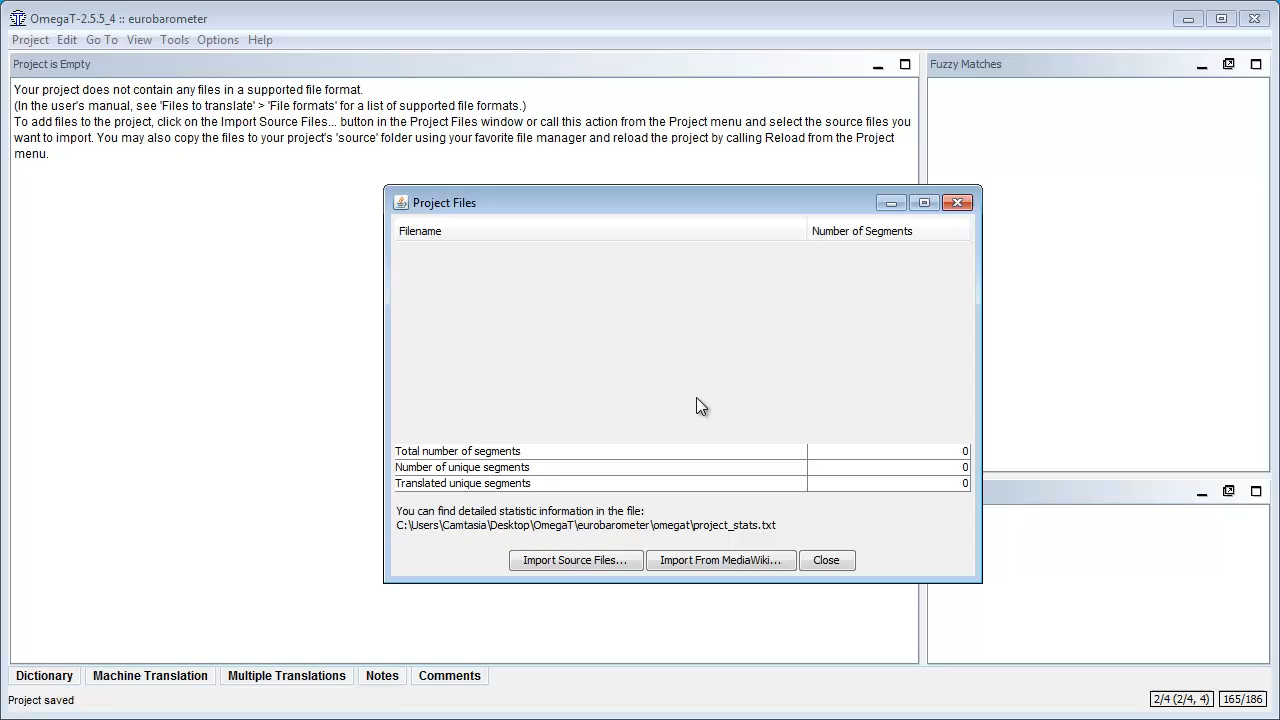 OmegaT-2.5.5_4 :: eurobarometer
Project Edit Go To View Tools Options Help
Project is Empty
Fuzzy Matches
Your project does not contain any files in a supported file format.
(In the user's manual, see 'Files to translate' > 'File formats' for a list of supported file formats.)
To add files to the project, click on the Import Source Files... button in the Project Files window or call this action from the Project menu and select the source files you
want to import. You may also copy the files to your project's 'source' folder using your favorite file manager and reload the project by calling Reload from the Project
menu.
Project Files
Filename Number of Segments
Total number of segments 0
Number of unique segments 0
Translated unique segments 0
You can find detailed statistic information in the file:
C:\Users\Camtasia\Desktop\OmegaT\eurobarometer\omegat\project_stats.txt
Import Source Files... Import From MediaWiki... Close
Dictionary Machine Translation Multiple Translations Notes Comments
Project saved 2/4 (2/4, 4) 165/186